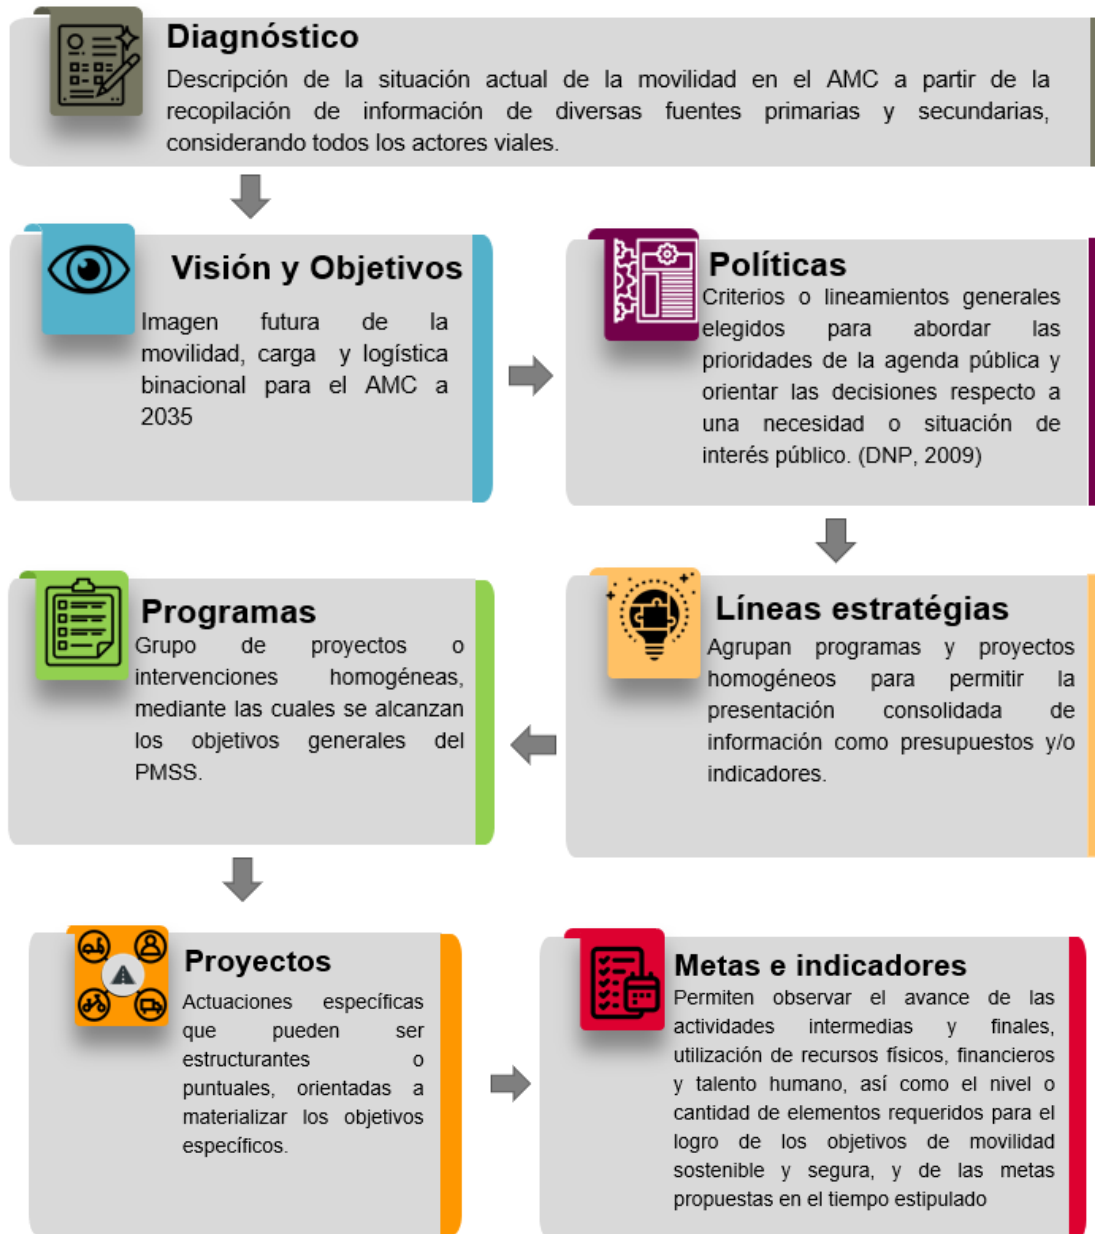 Diagnóstico
Descripción de la situación actual de la movilidad en el AMC a partir de la
recopilación de información de diversas fuentes primarias y secundarias,
considerando todos los actores viales.
Visión y Objetivos
Imagen futura de la
movilidad, carga y logística
binacional para el AMC a
2035
Políticas
Criterios o lineamientos generales
elegidos para abordar las
prioridades de la agenda pública y
orientar las decisiones respecto a
una necesidad o situación de
interés público. (DNP, 2009)
Líneas estratégias
Agrupan programas y proyectos
homogéneos para permitir la
presentación consolidada de
información como presupuestos y/o
indicadores.
Programas
Grupo de proyectos o
intervenciones homogéneas,
mediante las cuales se alcanzan
los objetivos generales del
PMSS.
Proyectos
Actuaciones específicas
que pueden ser
estructurantes o
puntuales, orientadas a
materializar los objetivos
específicos.
Metas e indicadores
Permiten observar el avance de las
actividades intermedias y finales,
utilización de recursos físicos, financieros
y talento humano, así como el nivel o
cantidad de elementos requeridos para el
logro de los objetivos de movilidad
sostenible y segura, y de las metas
propuestas en el tiempo estipulado